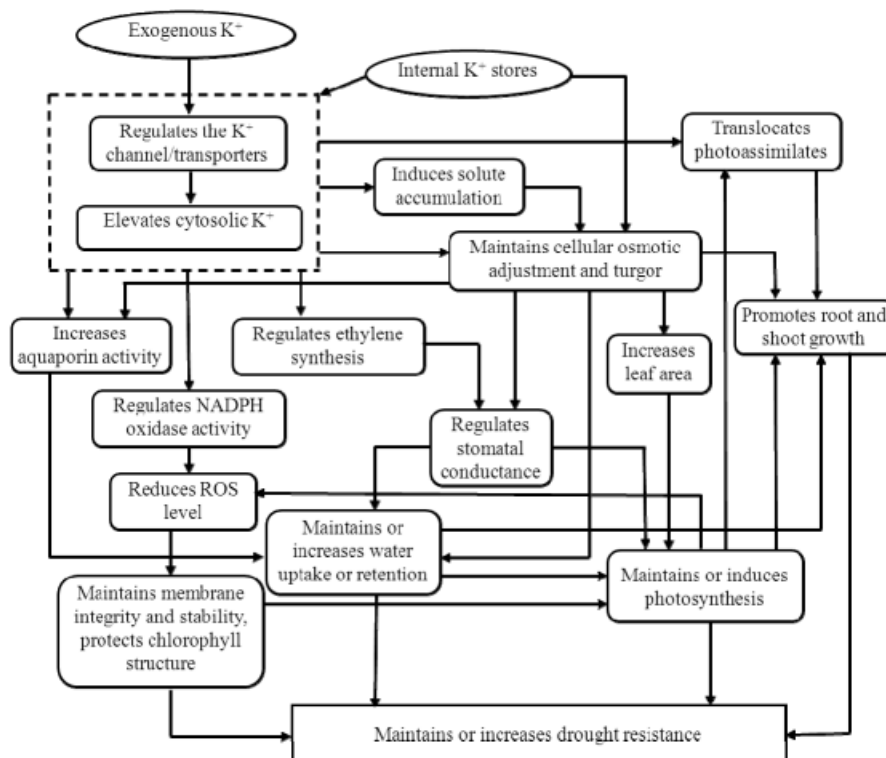 Exogenous K⁺
Internal K⁺ stores
Regulates the K⁺
channel/transporters
Translocates
photoassimilates
Induces solute
accumulation
Elevates cytosolic K⁺
Maintains cellular osmotic
adjustment and turgor
Increases
aquaporin activity
Regulates ethylene
synthesis
Increases
leaf area
Promotes root and
shoot growth
Regulates NADPH
oxidase activity
Regulates
stomatal
conductance
Reduces ROS
level
Maintains or
increases water
uptake or retention
Maintains or induces
photosynthesis
Maintains membrane
integrity and stability,
protects chlorophyll
structure
Maintains or increases drought resistance